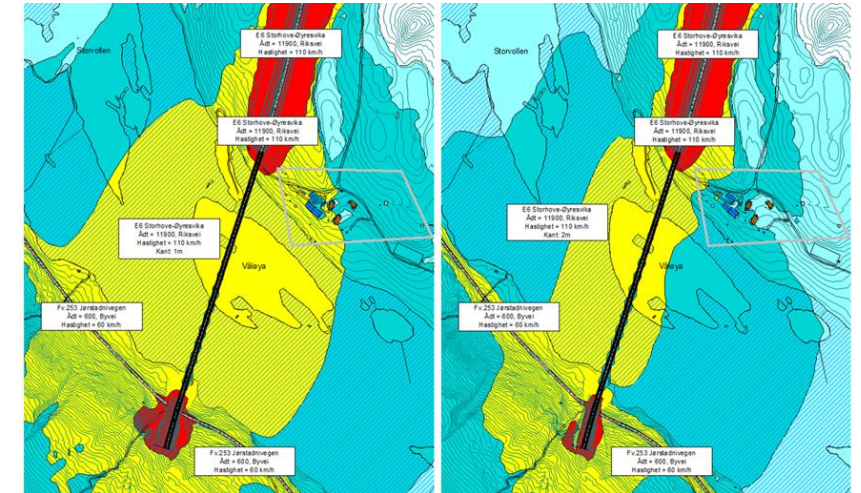 Storvollen
E6 Storhove-Øyresvika
Ådt = 11900, Riksvei
Hastighet = 110 km/h
E6 Storhove-Øyresvika
Ådt = 11900, Riksvei
Hastighet = 110 km/h
E6 Storhove-Øyresvika
Ådt = 11900, Riksvei
Hastighet = 110 km/h
Kant: 1m
Våløya
Fv.253 Jørstadnivegen
Ådt = 600, Byvei
Hastighet = 60 km/h
Fv.253 Jørstadnivegen
Ådt = 600, Byvei
Hastighet = 60 km/h
Storvollen
E6 Storhove-Øyresvika
Ådt = 11900, Riksvei
Hastighet = 110 km/h
E6 Storhove-Øyresvika
Ådt = 11900, Riksvei
Hastighet = 110 km/h
E6 Storhove-Øyresvika
Ådt = 11900, Riksvei
Hastighet = 110 km/h
Kant: 2m
Våløya
Fv.253 Jørstadnivegen
Ådt = 600, Byvei
Hastighet = 60 km/h
Fv.253 Jørstadnivegen
Ådt = 600, Byvei
Hastighet = 60 km/h